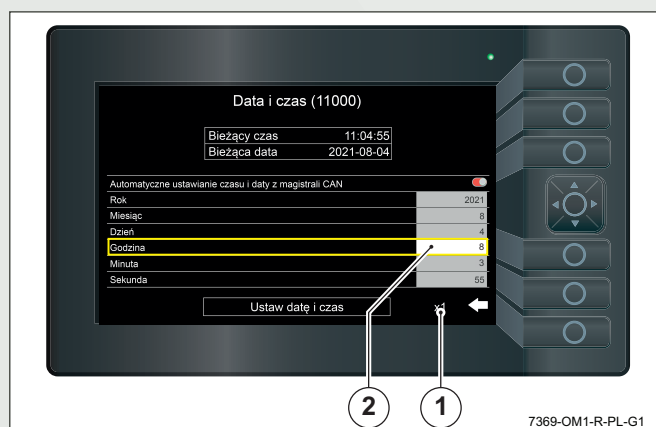 Data i czas (11000)
Bieżący czas 11:04:55
Bieżąca data 2021-08-04
Automatyczne ustawianie czasu i daty z magistrali CAN
Rok 2021
Miesiąc 8
Dzień 4
Godzina 8
Minuta 3
Sekunda 55
Ustaw datę i czas x1
2 1
7369-OM1-R-PL-G1